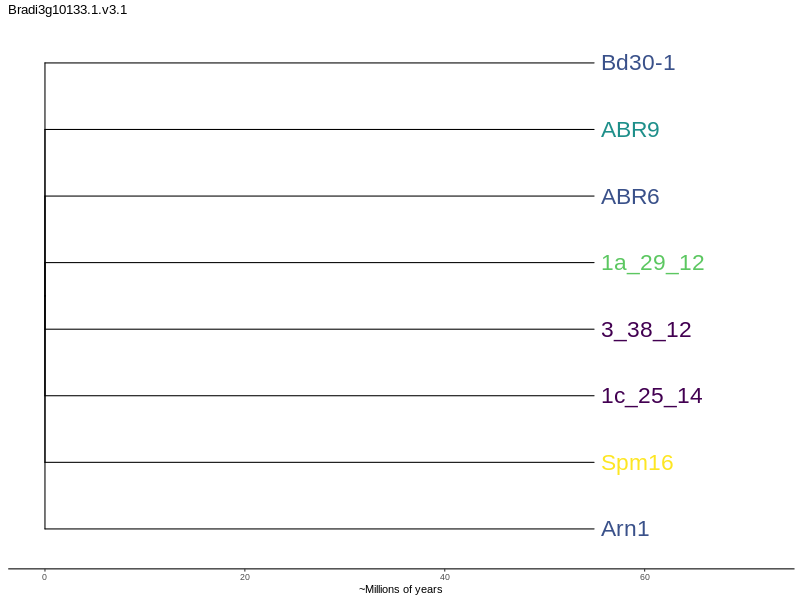 Bradi3g10133.1.v3.1
Bd30-1
ABR9
ABR6
1a_29_12
3_38_12
1c_25_14
Spm16
Arn1
0 20 40 60
~Millions of years